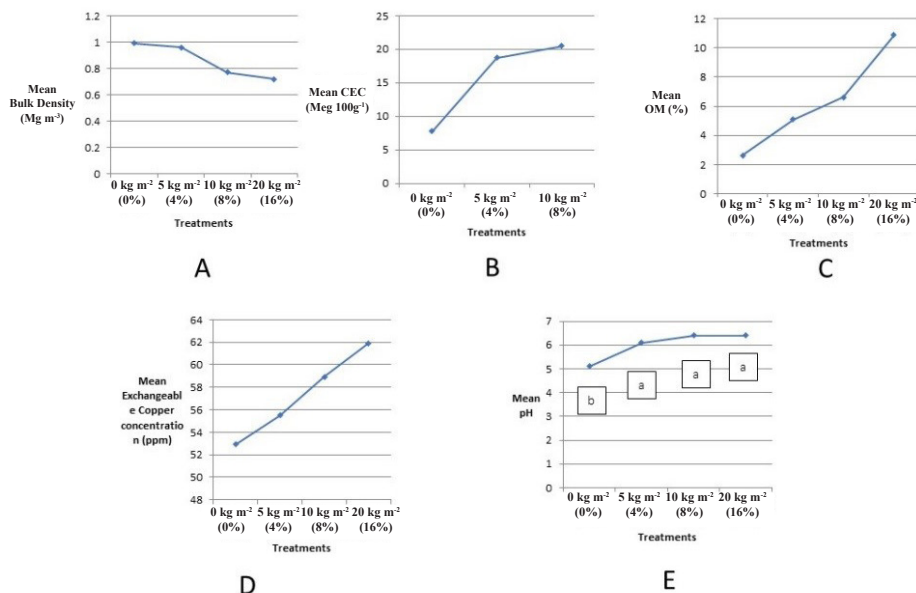 1.2
1
0.8
0.6
0.4
0.2
0
Mean
Bulk Density
(Mg m⁻³)
0 kg m⁻² 5 kg m⁻² 10 kg m⁻² 20 kg m⁻²
(0%) (4%) (8%) (16%)
Treatments
A
25
20
15
10
5
0
Mean CEC
(Meg 100g⁻¹)
0 kg m⁻² 5 kg m⁻² 10 kg m⁻²
(0%) (4%) (8%)
Treatments
B
12
10
8
6
4
2
0
Mean
OM (%)
0 kg m⁻² 5 kg m⁻² 10 kg m⁻² 20 kg m⁻²
(0%) (4%) (8%) (16%)
Treatments
C
64
62
60
58
56
54
52
50
48
Mean
Exchangeabl
e Copper
concentratio
n (ppm)
0 kg m⁻² 5 kg m⁻² 10 kg m⁻² 20 kg m⁻²
(0%) (4%) (8%) (16%)
Treatments
D
7
6
5
4
3
2
1
0
Mean
pH
b a a a
0 kg m⁻² 5 kg m⁻² 10 kg m⁻² 20 kg m⁻²
(0%) (4%) (8%) (16%)
Treatments
E